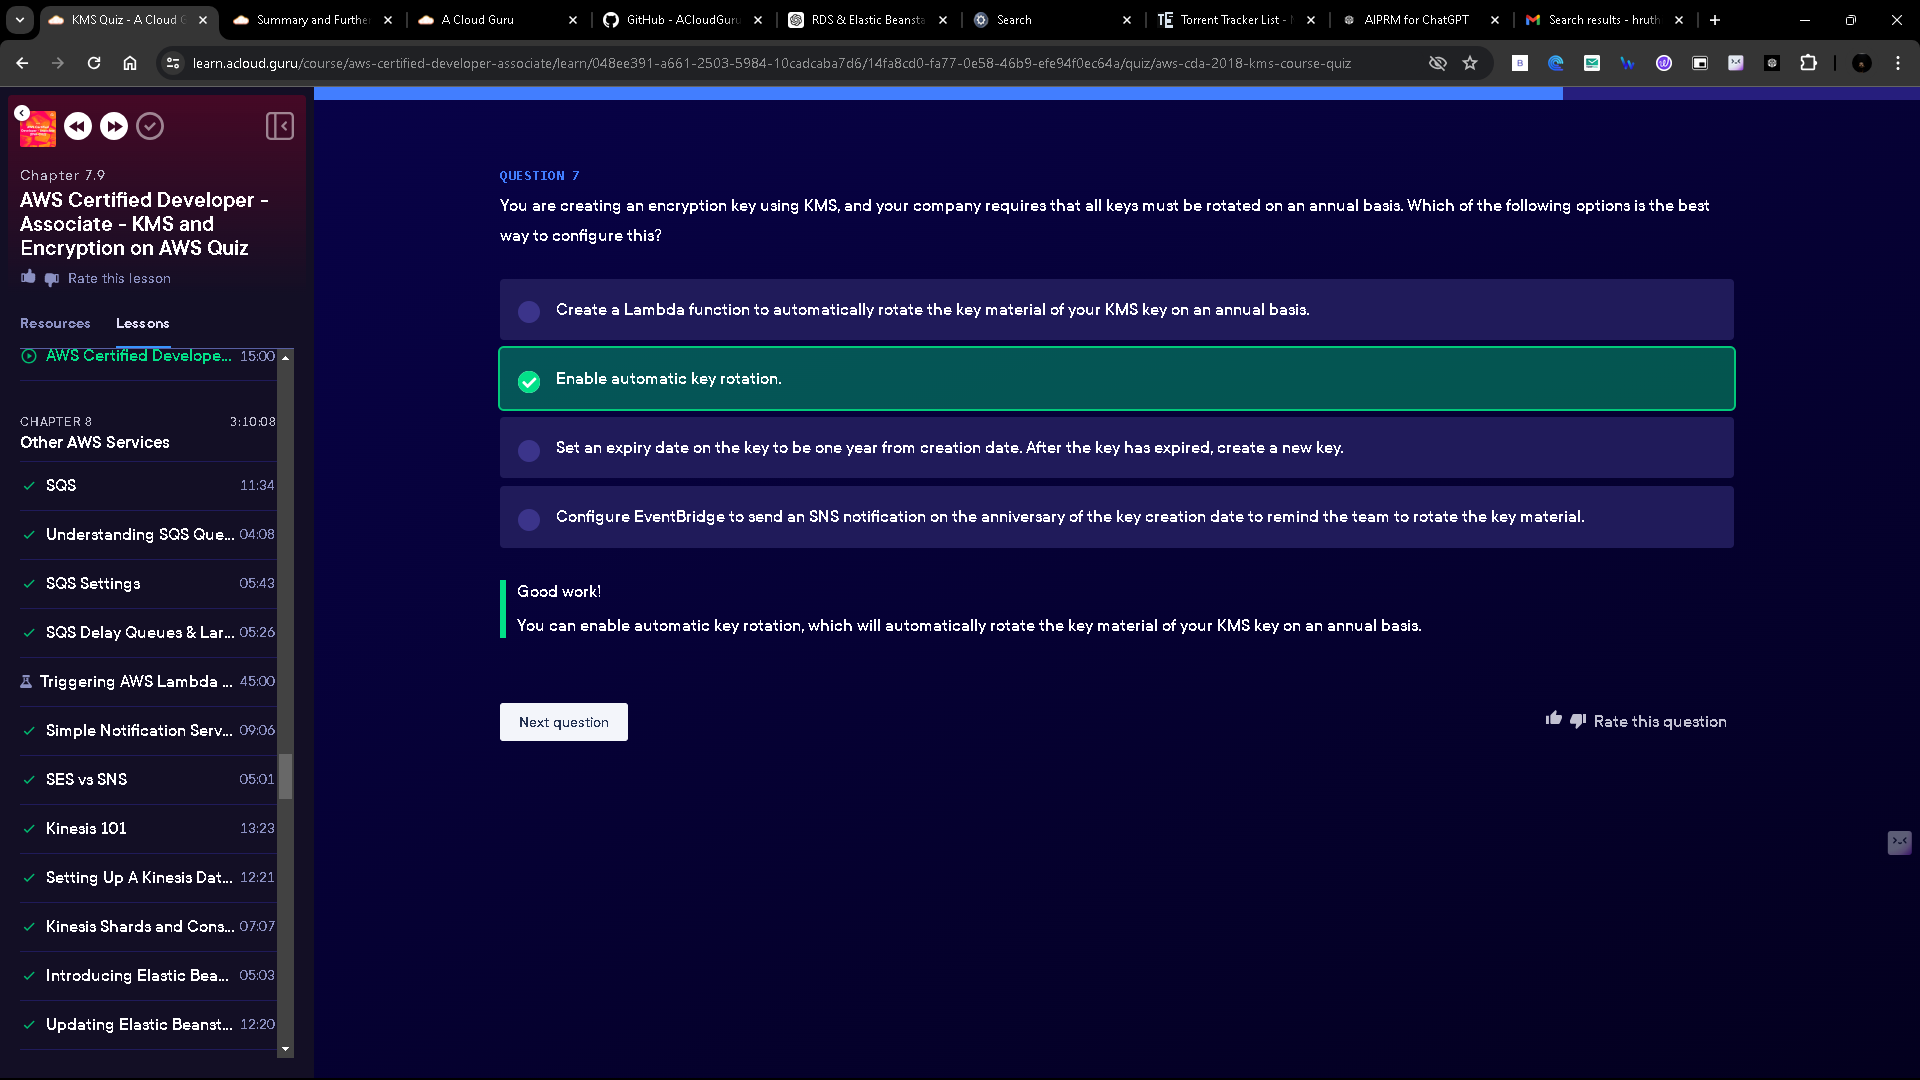 KMS Quiz - A Cloud G
Summary and Further
A Cloud Guru
GitHub - ACloudGuru
RDS & Elastic Beansta
Search
TE Torrent Tracker List -
AIPRM for ChatGPT
Search results - hruth
learn.acloud.guru/course/aws-certified-developer-associate/learn/048ee391-a661-2503-5984-10cadcaba7d6/14fa8cd0-fa77-0e58-46b9-efe94f0ec64a/quiz/aws-cda-2018-kms-course-quiz
Chapter 7.9
AWS Certified Developer -
Associate - KMS and
Encryption on AWS Quiz
Rate this lesson
Resources Lessons
AWS Certified Develope... 15:00
CHAPTER 8 3:10:08
Other AWS Services
SQS 11:34
Understanding SQS Que... 04:08
SQS Settings 05:43
SQS Delay Queues & Lar... 05:26
Triggering AWS Lambda ... 45:00
Simple Notification Serv... 09:06
SES vs SNS 05:01
Kinesis 101 13:23
Setting Up A Kinesis Dat... 12:21
Kinesis Shards and Cons... 07:07
Introducing Elastic Bea... 05:03
Updating Elastic Beanst... 12:20
QUESTION 7
You are creating an encryption key using KMS, and your company requires that all keys must be rotated on an annual basis. Which of the following options is the best
way to configure this?
Create a Lambda function to automatically rotate the key material of your KMS key on an annual basis.
Enable automatic key rotation.
Set an expiry date on the key to be one year from creation date. After the key has expired, create a new key.
Configure EventBridge to send an SNS notification on the anniversary of the key creation date to remind the team to rotate the key material.
Good work!
You can enable automatic key rotation, which will automatically rotate the key material of your KMS key on an annual basis.
Next question
Rate this question